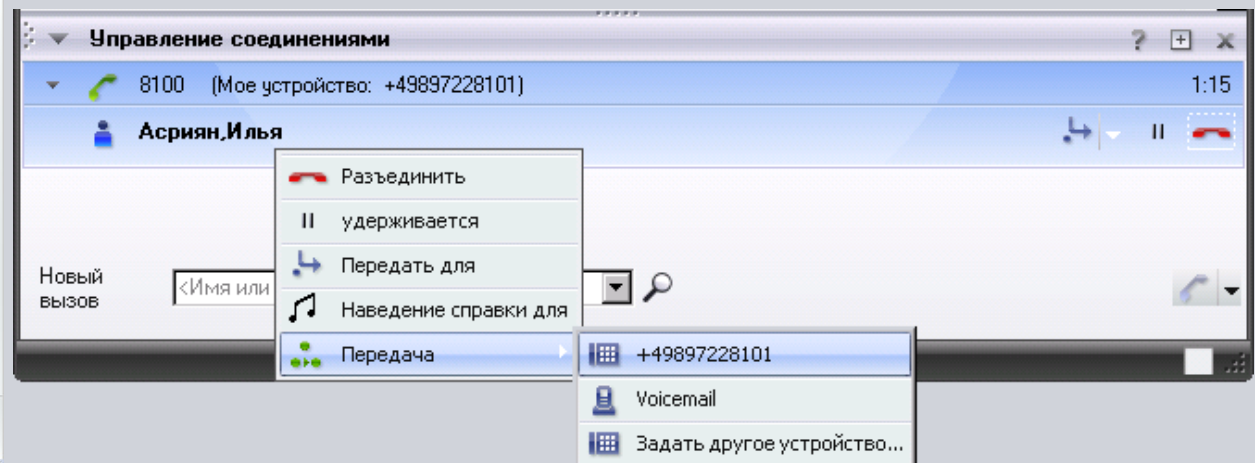 Управление соединениями
8100 (Мое устройство: +49897228101) 1:15
Асриян,Илья
Разъединить
удерживается
Передать для
Наведение справки для
Передача
Новый
вызов
<Имя или
+49897228101
Voicemail
Задать другое устройство...